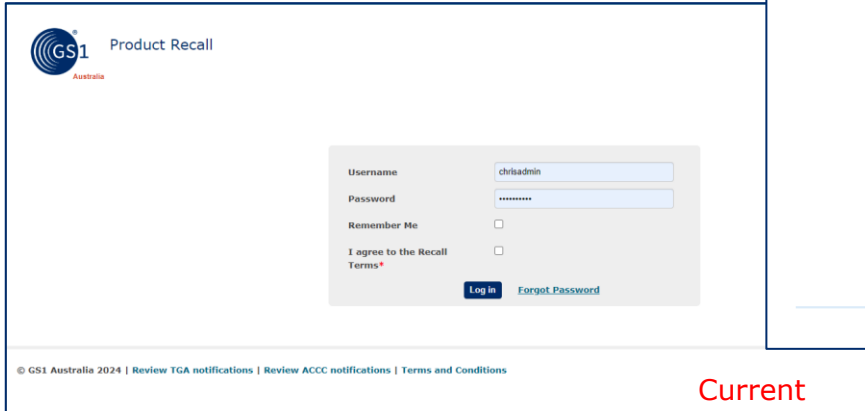 GS1
Australia
Product Recall
Username
chrisadmin
Password
••••••••••
Remember Me
I agree to the Recall
Terms*
Log in Forgot Password
© GS1 Australia 2024 | Review TGA notifications | Review ACCC notifications | Terms and Conditions
Current